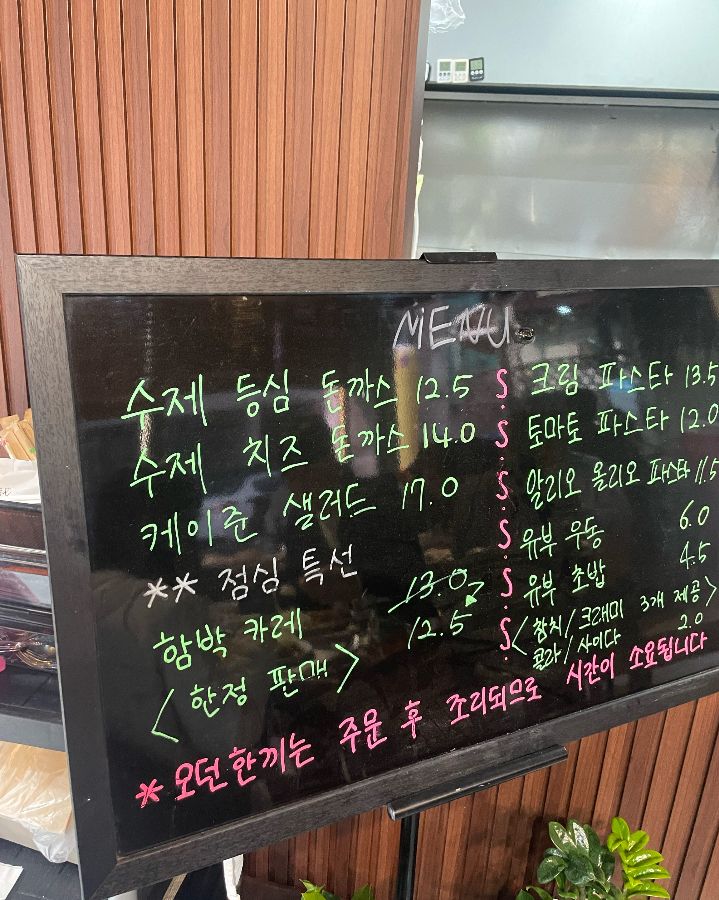 MENU
수제 등심 돈까스 12.5
수제 치즈 돈까스 14.0
케이준 샐러드 17.0
** 점심 특선
함박 카레 13.0
12.5
<한정 판매>
크림 파스타 13.5
토마토 파스타 12.0
알리오 올리오 파스타 11.5
유부 우동 6.0
유부 초밥 4.5
<참치/크래미 3개 제공>
콜라/사이다 2.0
* 모던한끼는 주문 후 조리되므로 시간이 소요됩니다